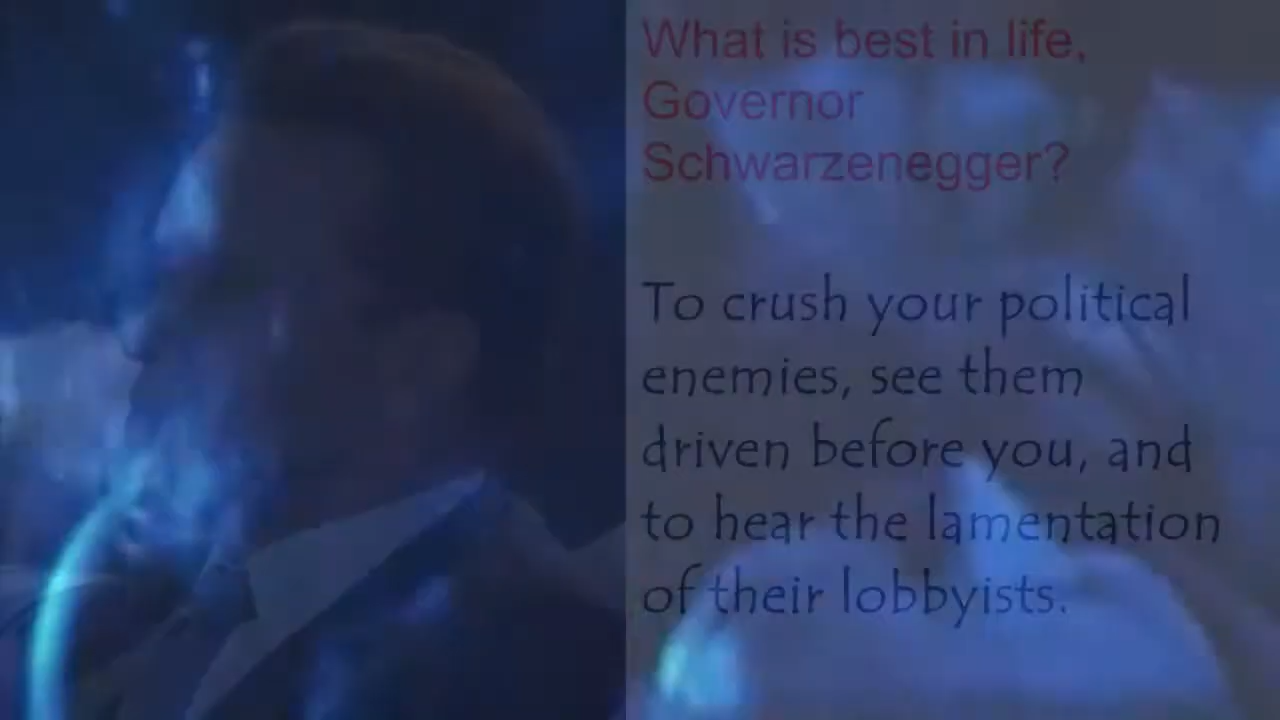 What is best in life,
Governor
Schwarzenegger?
To crush your political
enemies, see them
driven before you, and
to hear the lamentation
of their lobbyists.